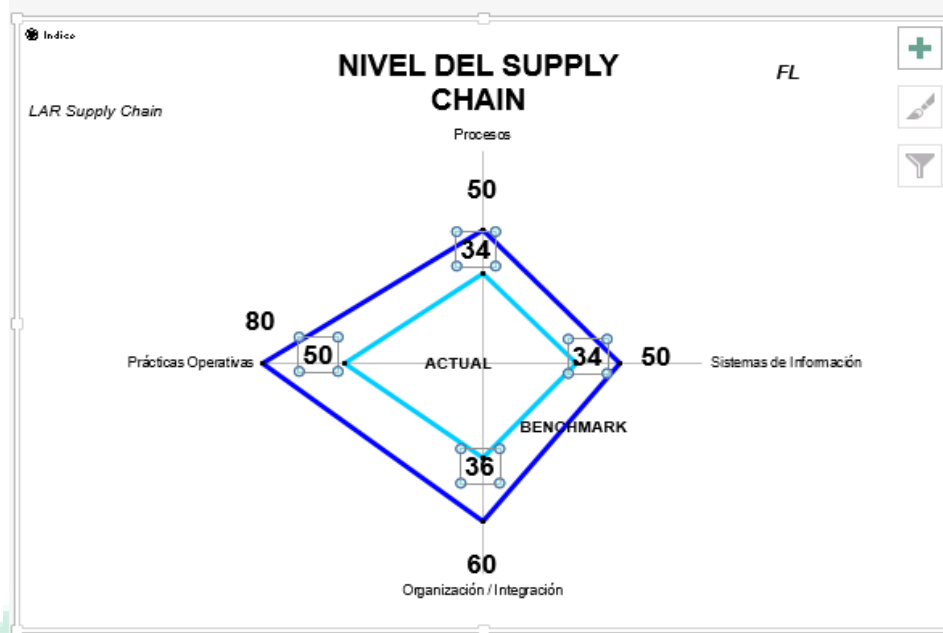 Indice
NIVEL DEL SUPPLY
CHAIN
FL
LAR Supply Chain
Procesos
50
34
80
50
34
50
Prácticas Operativas
ACTUAL
Sistemas de Información
BENCHMARK
36
60
Organización / Integración